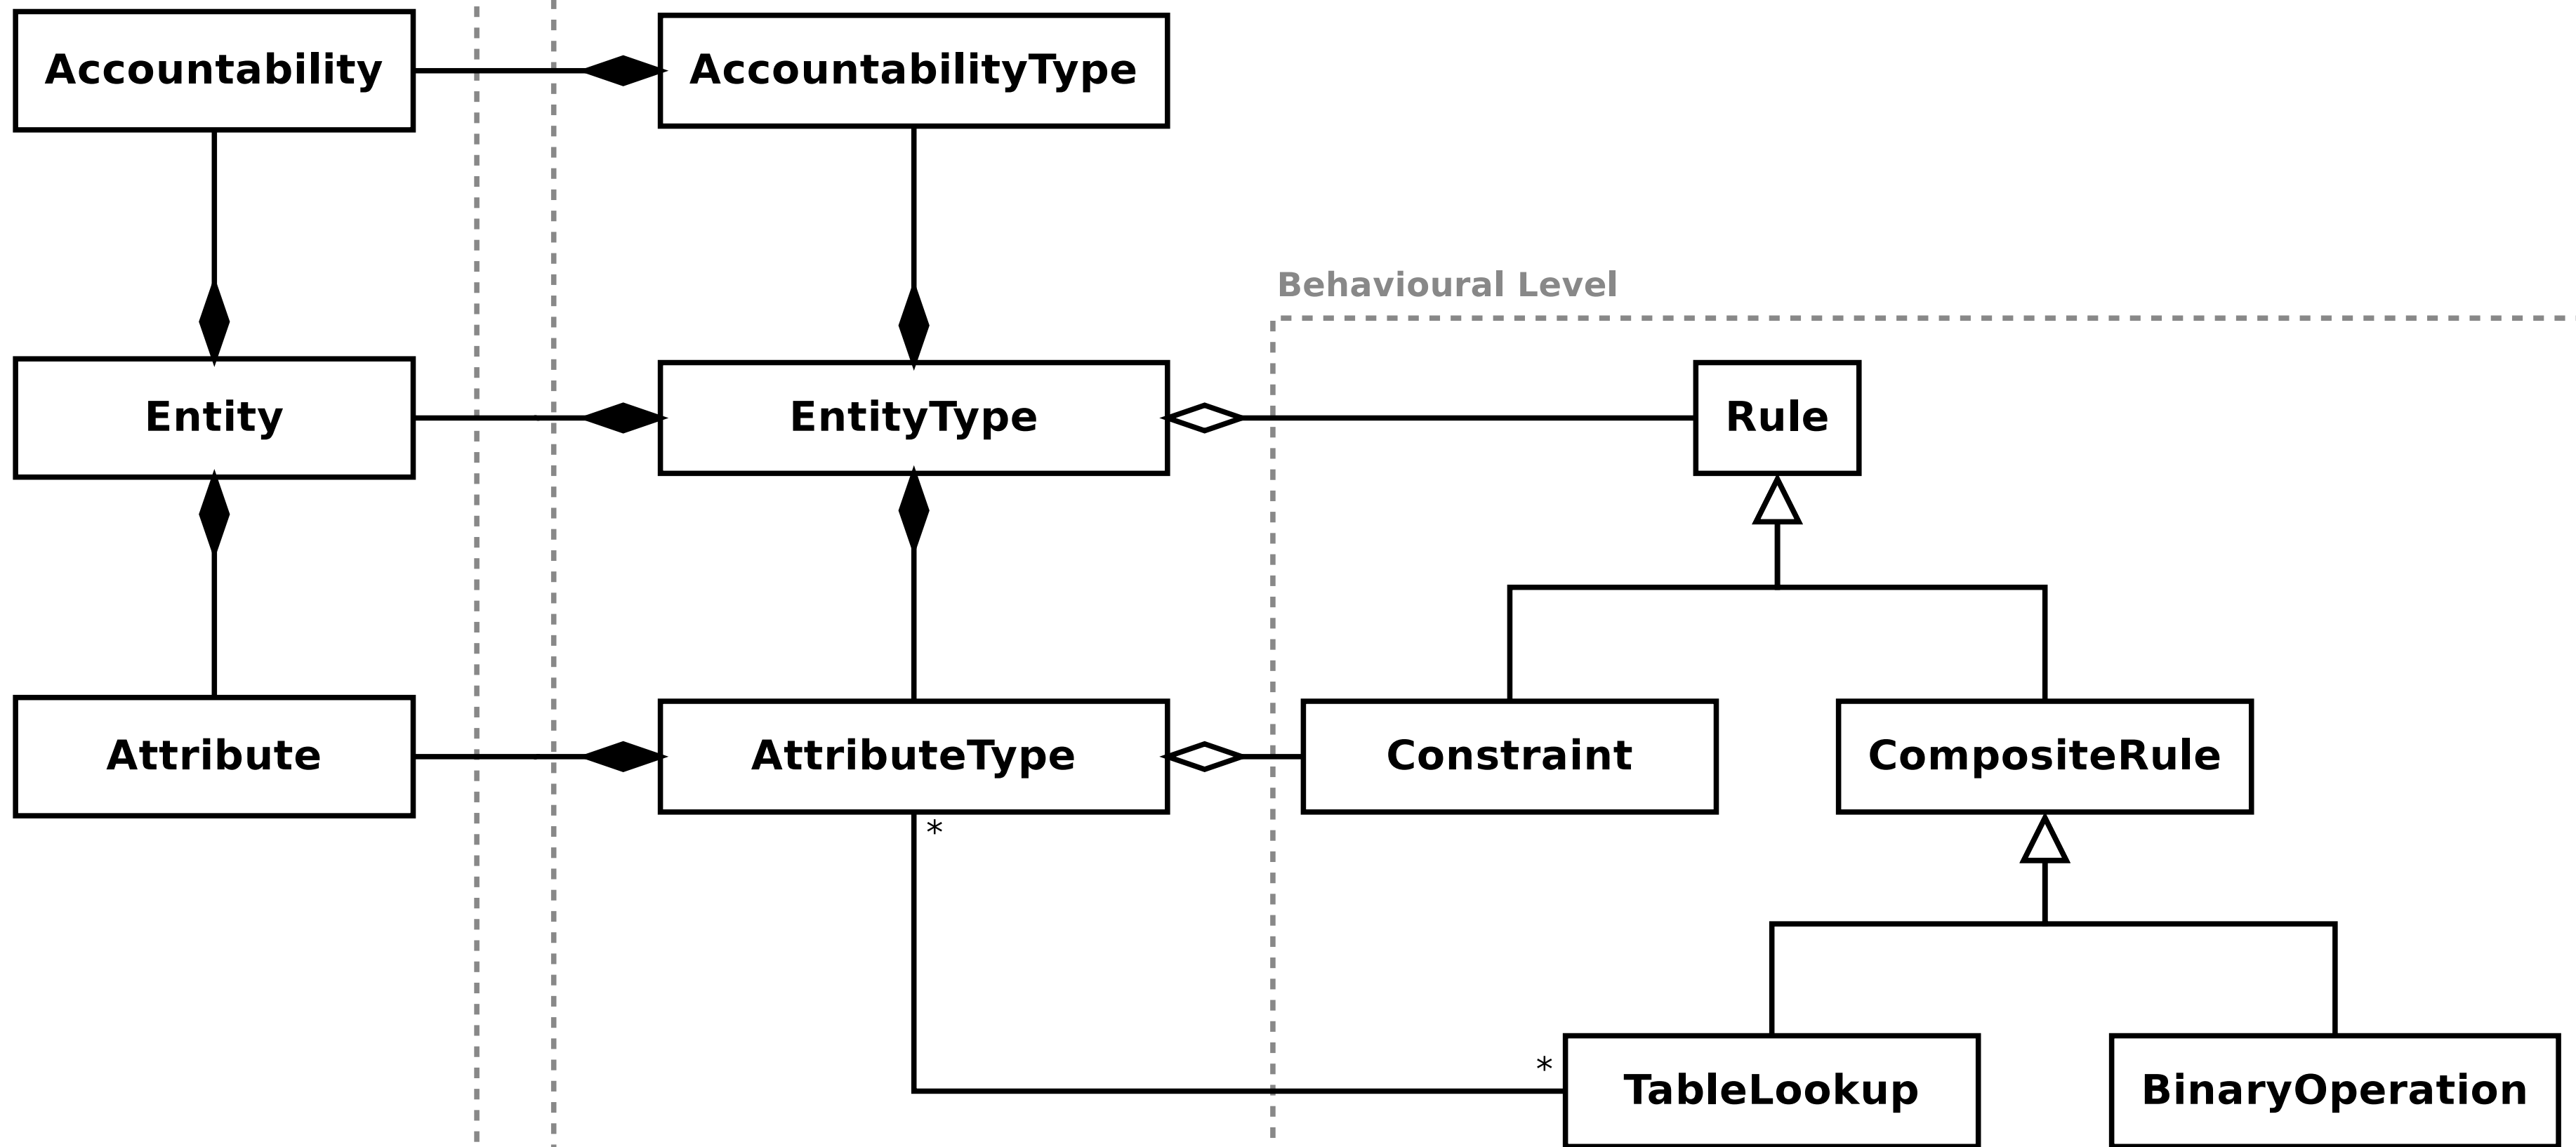 Accountability
AccountabilityType
Behavioural Level
Entity
EntityType
Rule
Attribute
AttributeType
Constraint
CompositeRule
*
*
TableLookup
BinaryOperation